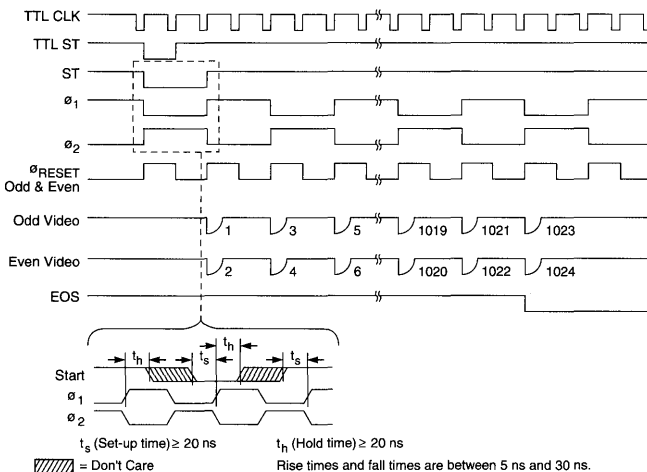 TTL CLK
TTL ST
ST
ø1
ø2
øRESET
Odd & Even
Odd Video 1 3 5 1019 1021 1023
Even Video 2 4 6 1020 1022 1024
EOS
th ts th ts
Start
ø1
ø2
ts (Set-up time) ≥ 20 ns th (Hold time) ≥ 20 ns
= Don't Care Rise times and fall times are between 5 ns and 30 ns.